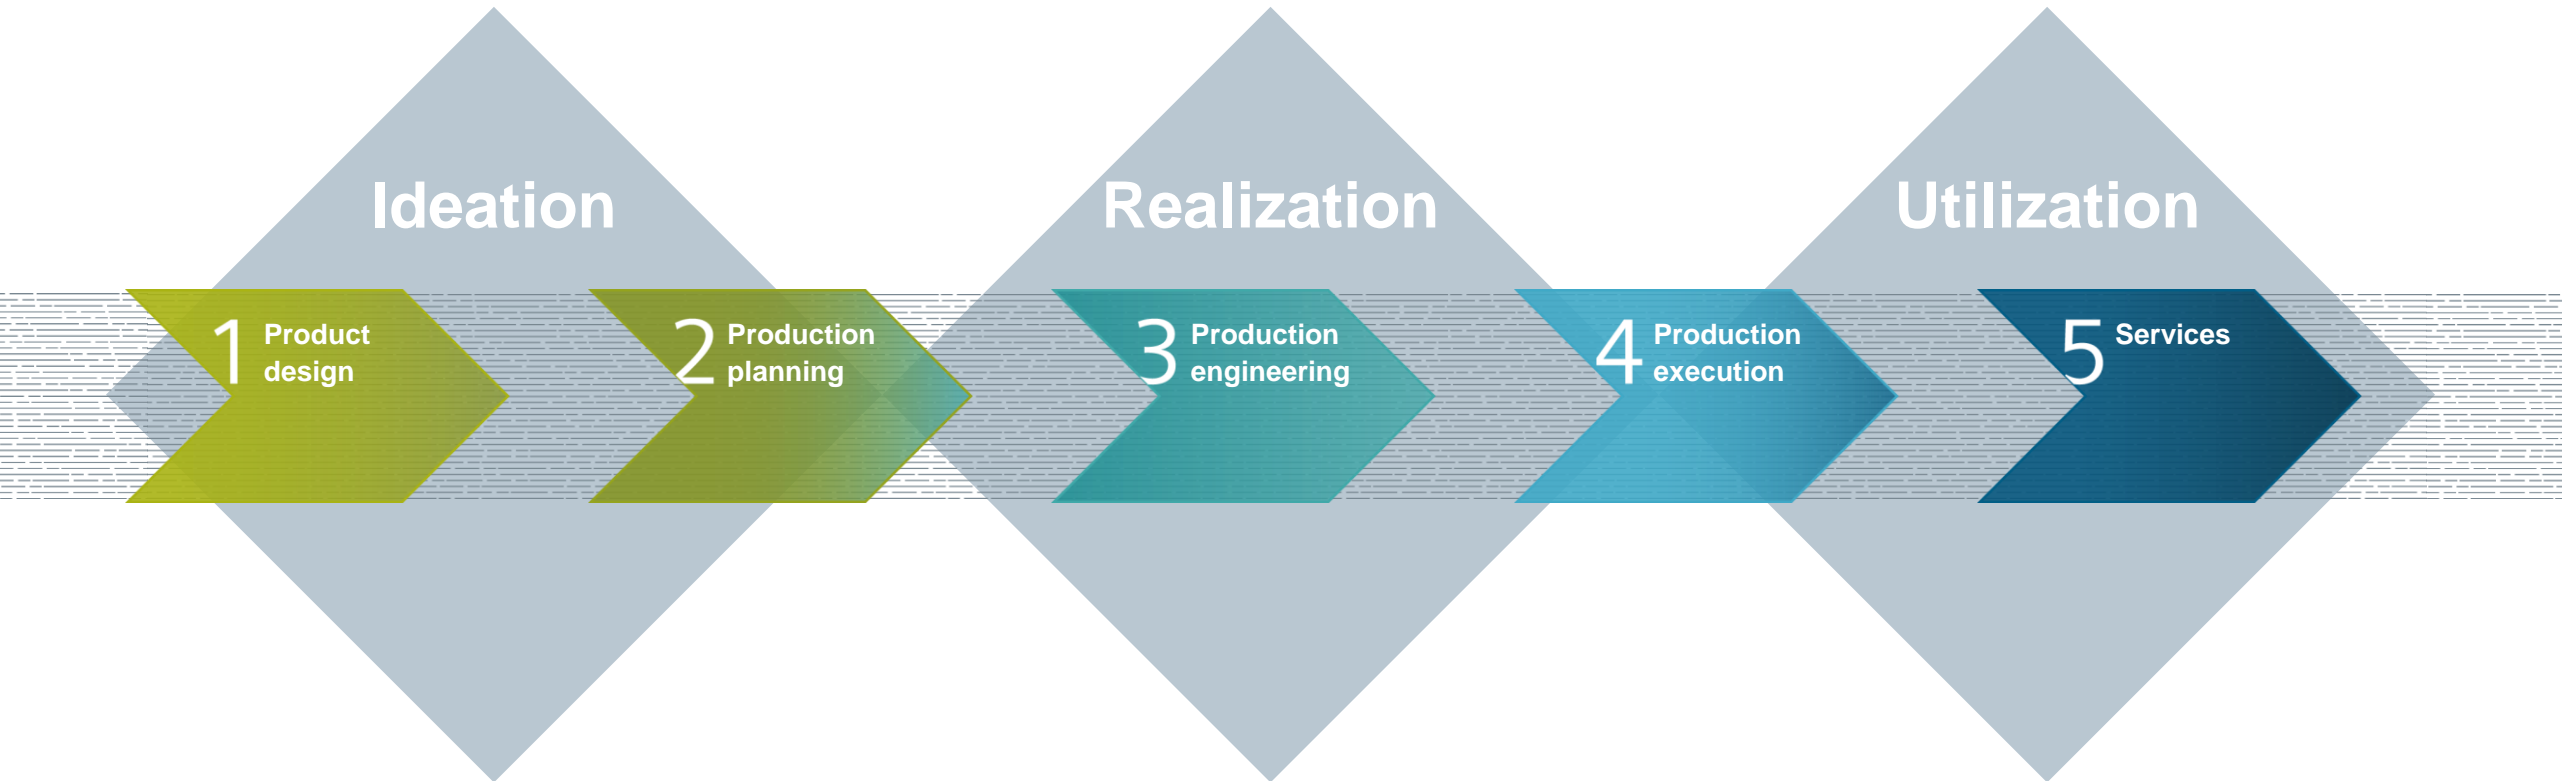 Ideation
Realization
Utilization
1 Product
design
2 Production
planning
3 Production
engineering
4 Production
execution
5 Services